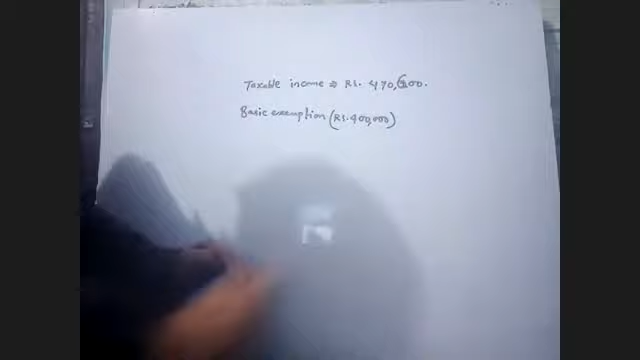 Taxable income ⇒ Rs. 470,600.
Basic exemption (Rs. 400,000)